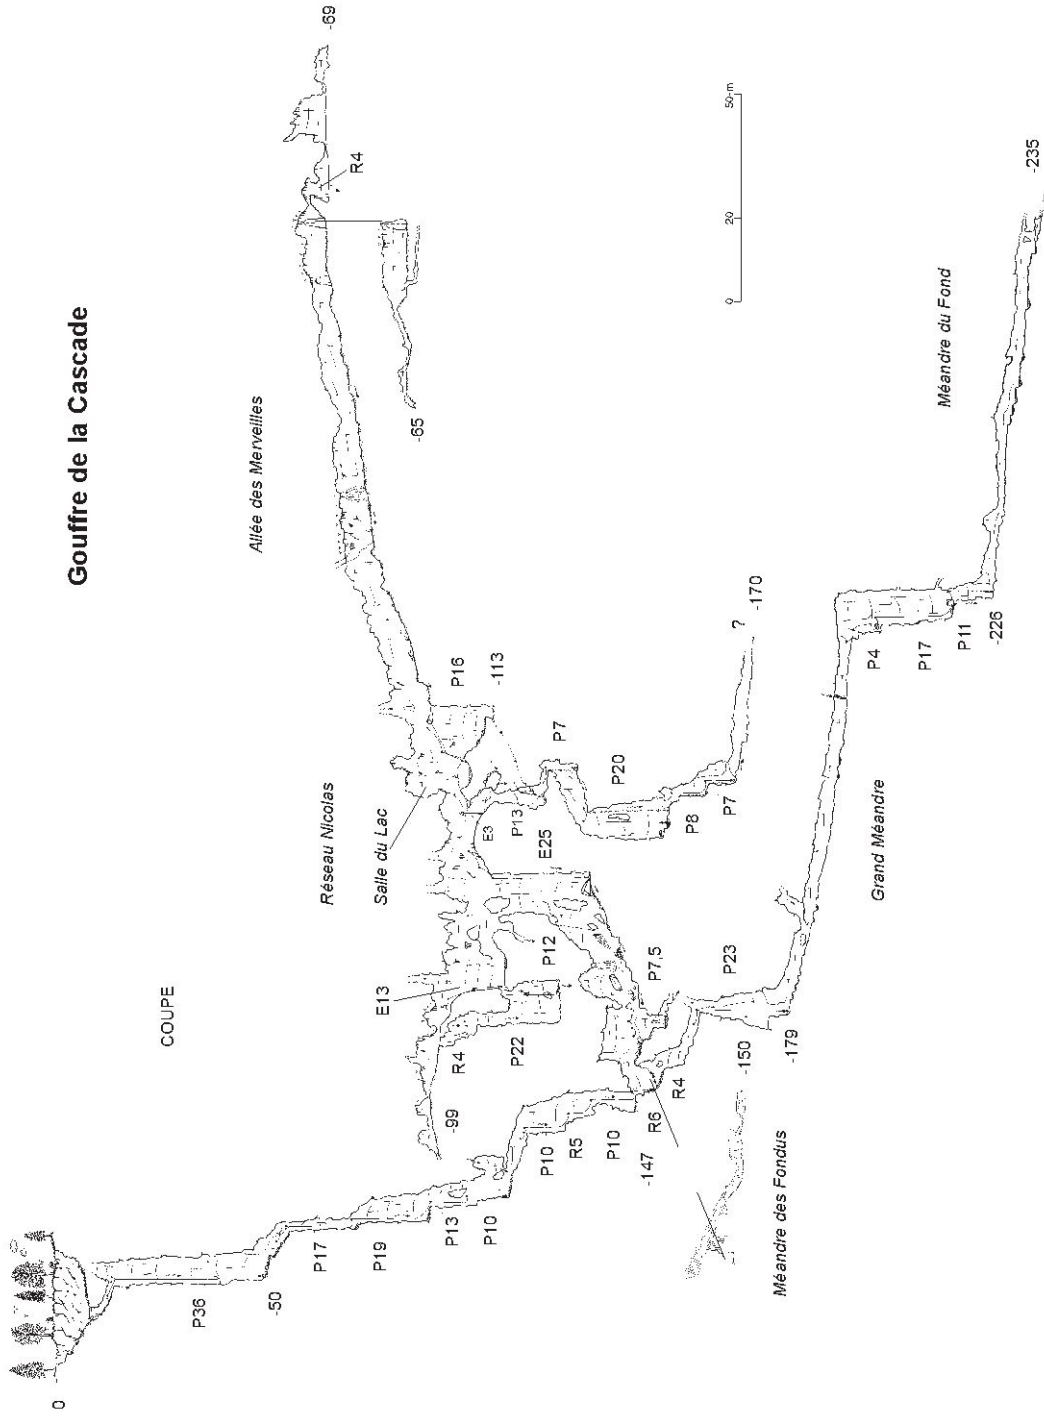 Gouffre de la Cascade
COUPE
0
P36
-50
P17
P19
P13
P10
-99
R4
P22
E13
P12
P10
R5
P10
-147
R6
R4
P7,5
Méandre des Fondus
-150
-179
P23
Réseau Nicolas
Salle du Lac
E3
P13
E25
P16
-113
P7
P20
P8
P7
?
-170
Allée des Merveilles
-65
R4
-69
Grand Méandre
P4
P17
P11
-226
Méandre du Fond
-235
0
20
50 m